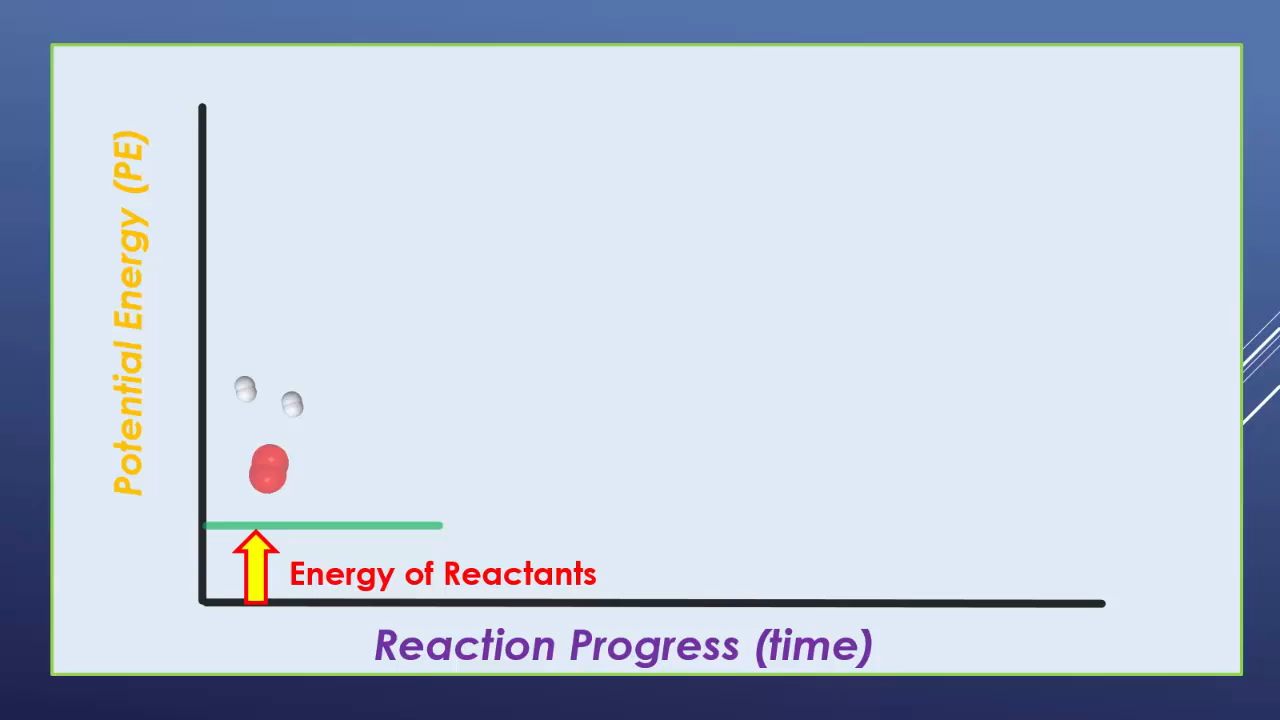 Potential Energy (PE)
Energy of Reactants
Reaction Progress (time)